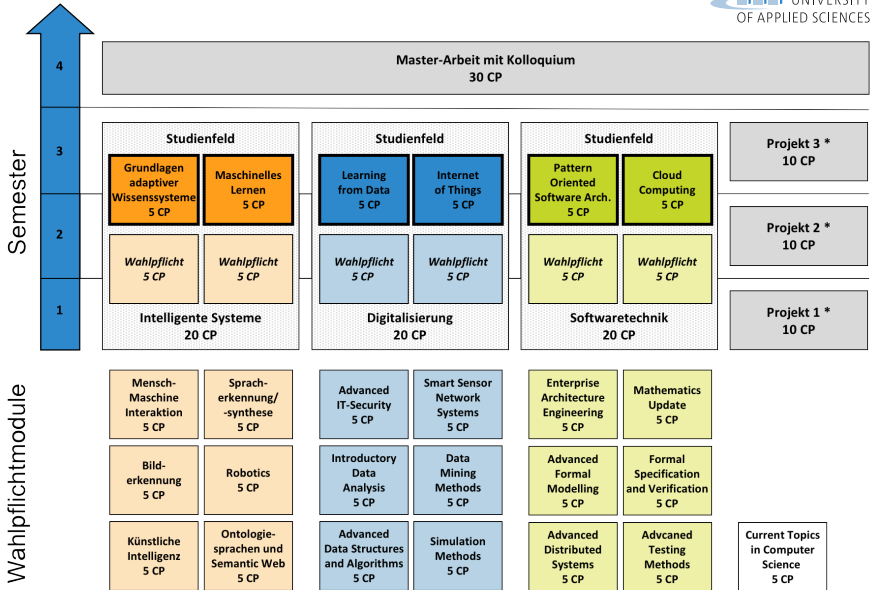 UNIVERSITY
OF APPLIED SCIENCES
Semester
4
3
2
1
Master-Arbeit mit Kolloquium
30 CP
Studienfeld
Grundlagen
adaptiver
Wissenssysteme
5 CP
Maschinelles
Lernen
5 CP
Wahlpflicht
5 CP
Wahlpflicht
5 CP
Intelligente Systeme
20 CP
Studienfeld
Learning
from Data
5 CP
Internet
of Things
5 CP
Wahlpflicht
5 CP
Wahlpflicht
5 CP
Digitalisierung
20 CP
Studienfeld
Pattern
Oriented
Software Arch.
5 CP
Cloud
Computing
5 CP
Wahlpflicht
5 CP
Wahlpflicht
5 CP
Softwaretechnik
20 CP
Projekt 3 *
10 CP
Projekt 2 *
10 CP
Projekt 1 *
10 CP
Wahlpflichtmodule
Mensch-
Maschine
Interaktion
5 CP
Sprach-
erkennung/
-synthese
5 CP
Bild-
erkennung
5 CP
Robotics
5 CP
Künstliche
Intelligenz
5 CP
Ontologie-
sprachen und
Semantic Web
5 CP
Advanced
IT-Security
5 CP
Smart Sensor
Network
Systems
5 CP
Introductory
Data
Analysis
5 CP
Data
Mining
Methods
5 CP
Advanced
Data Structures
and Algorithms
5 CP
Simulation
Methods
5 CP
Enterprise
Architecture
Engineering
5 CP
Mathematics
Update
5 CP
Advanced
Formal
Modelling
5 CP
Formal
Specification
and Verification
5 CP
Advanced
Distributed
Systems
5 CP
Advcaned
Testing
Methods
5 CP
Current Topics
in Computer
Science
5 CP